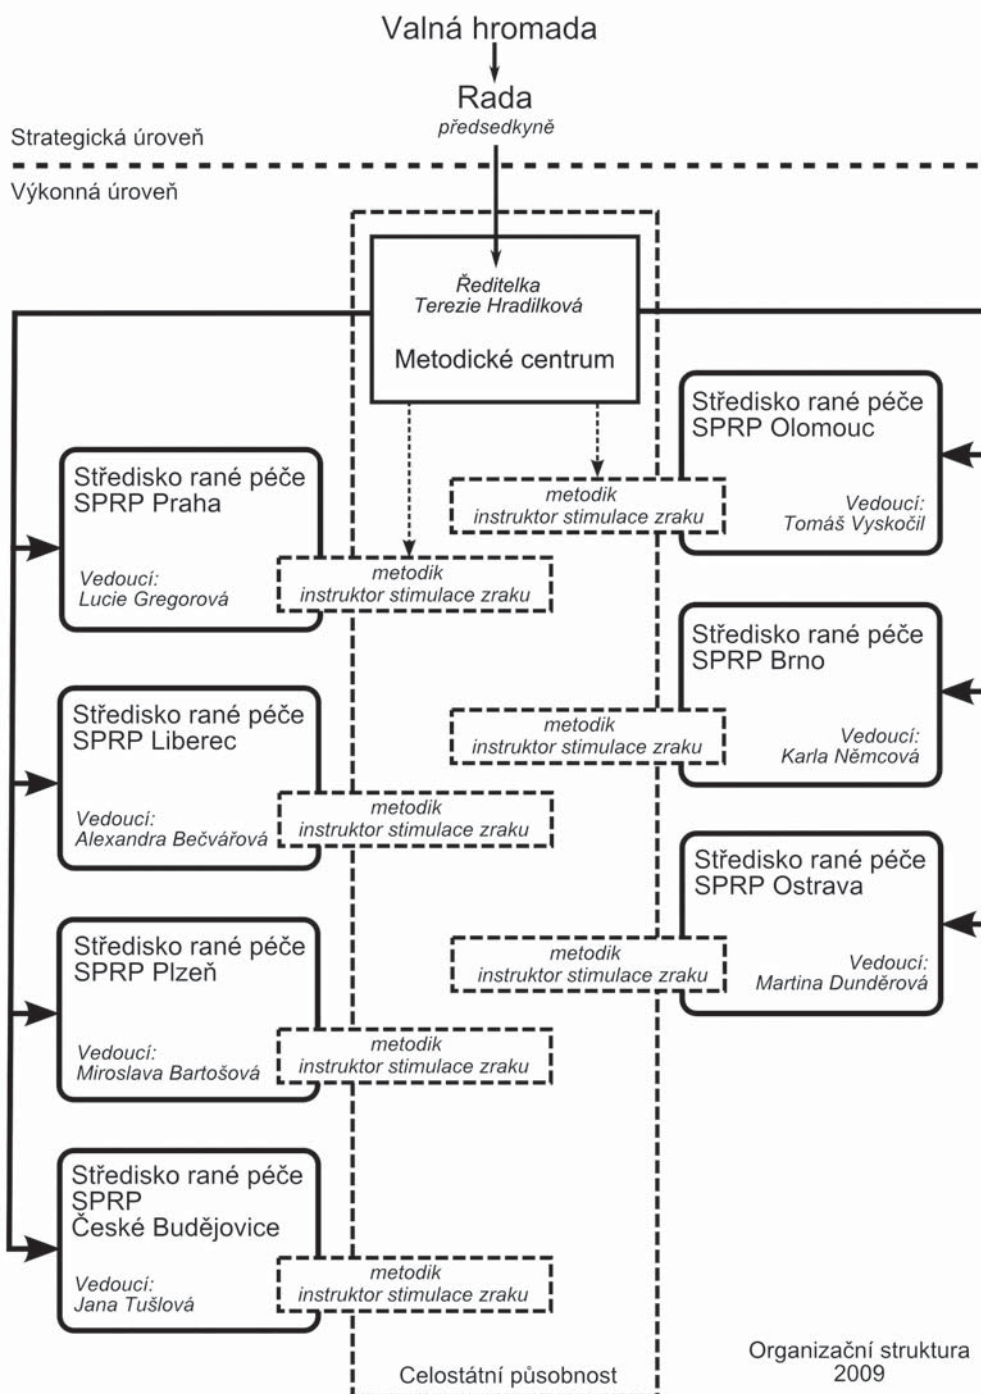 Valná hromada
Rada
předsedkyně
Strategická úroveň
Výkonná úroveň
Ředitelka
Terezie Hradilková
Metodické centrum
Středisko rané péče
SPRP Praha
Vedoucí:
Lucie Gregorová
metodik
instruktor stimulace zraku
Středisko rané péče
SPRP Liberec
Vedoucí:
Alexandra Bečvářová
metodik
instruktor stimulace zraku
Středisko rané péče
SPRP Plzeň
Vedoucí:
Miroslava Bartošová
metodik
instruktor stimulace zraku
Středisko rané péče
SPRP
České Budějovice
Vedoucí:
Jana Tušlová
metodik
instruktor stimulace zraku
Středisko rané péče
SPRP Olomouc
Vedoucí:
Tomáš Vyskočil
metodik
instruktor stimulace zraku
Středisko rané péče
SPRP Brno
Vedoucí:
Karla Němcová
metodik
instruktor stimulace zraku
Středisko rané péče
SPRP Ostrava
Vedoucí:
Martina Dunděrová
metodik
instruktor stimulace zraku
Celostátní působnost
Organizační struktura
2009